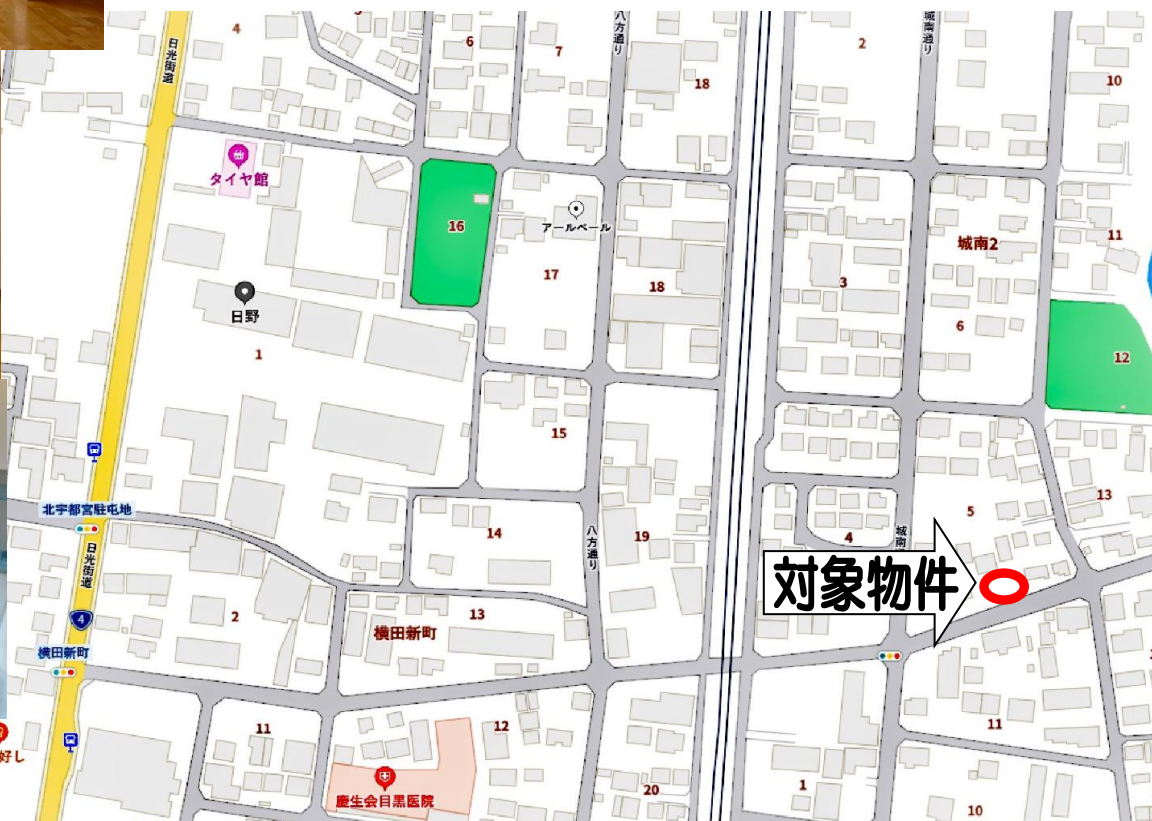 八方通り
城南通り
日光街道
4
6
7
18
2
10
タイヤ館
16
アールベール
17
18
3
城南2
11
日野
1
6
12
15
北宇都宮駐屯地
日光街道
14
八方通り
19
4
城南
5
13
対象物件
4
2
13
横田新町
横田新町
11
12
慶生会目黒医院
20
1
11
10
好し